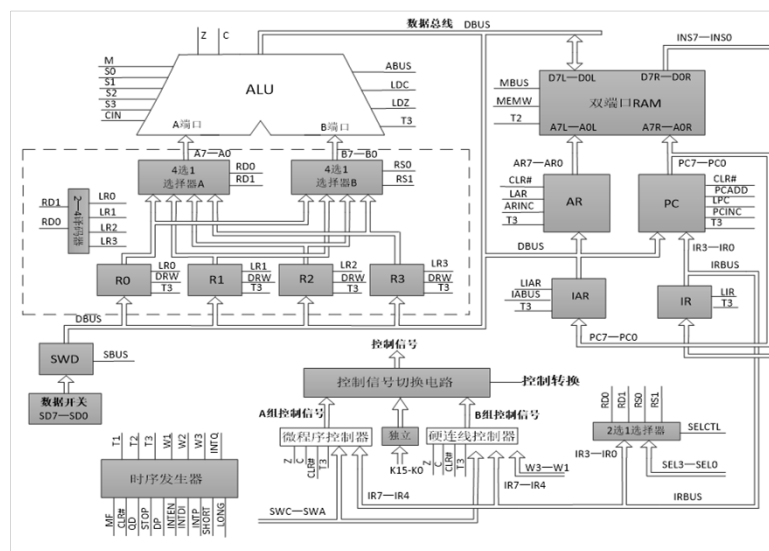 数据总线 DBUS
INS7—INS0
Z
C
M
S0
S1
S2
S3
CIN
ALU
A端口
B端口
ABUS
LDC
LDZ
T3
D7L—D0L
D7R—D0R
双端口RAM
A7L—A0L
A7R—A0R
MBUS
MEMW
T2
A7—A0
B7—B0
4选1
选择器A
RD0
RD1
4选1
选择器B
RS0
RS1
AR7—AR0
PC7—PC0
CLR#
LAR
ARINC
T3
AR
PC
CLR#
PCADD
LPC
PCINC
T3
RD1
RD0
2—4译码器
LR0
LR1
LR2
LR3
DBUS
IR3—IR0
IRBUS
R0
LR0
DRW
T3
R1
LR1
DRW
T3
R2
LR2
DRW
T3
R3
LR3
DRW
T3
LIAR
IABUS
T3
IAR
IR
LIR
T3
PC7—PC0
DBUS
SWD
SBUS
数据开关
SD7—SD0
控制信号
控制信号切换电路
控制转换
A组控制信号
B组控制信号
微程序控制器
独立
硬连线控制器
Z
C
CLR#
T3
K15-K0
Z
C
CLR#
T3
W3—W1
IR7—IR4
IR7—IR4
SWC—SWA
RD0
RD1
RS0
RS1
2选1选择器
SELCTL
IR3—IR0
SEL3—SEL0
IRBUS
T1
T2
T3
W1
W2
W3
INTQ
时序发生器
MF
CLR#
QD
STOP
DP
INTEN
INTDI
INTP
SHORT
LONG